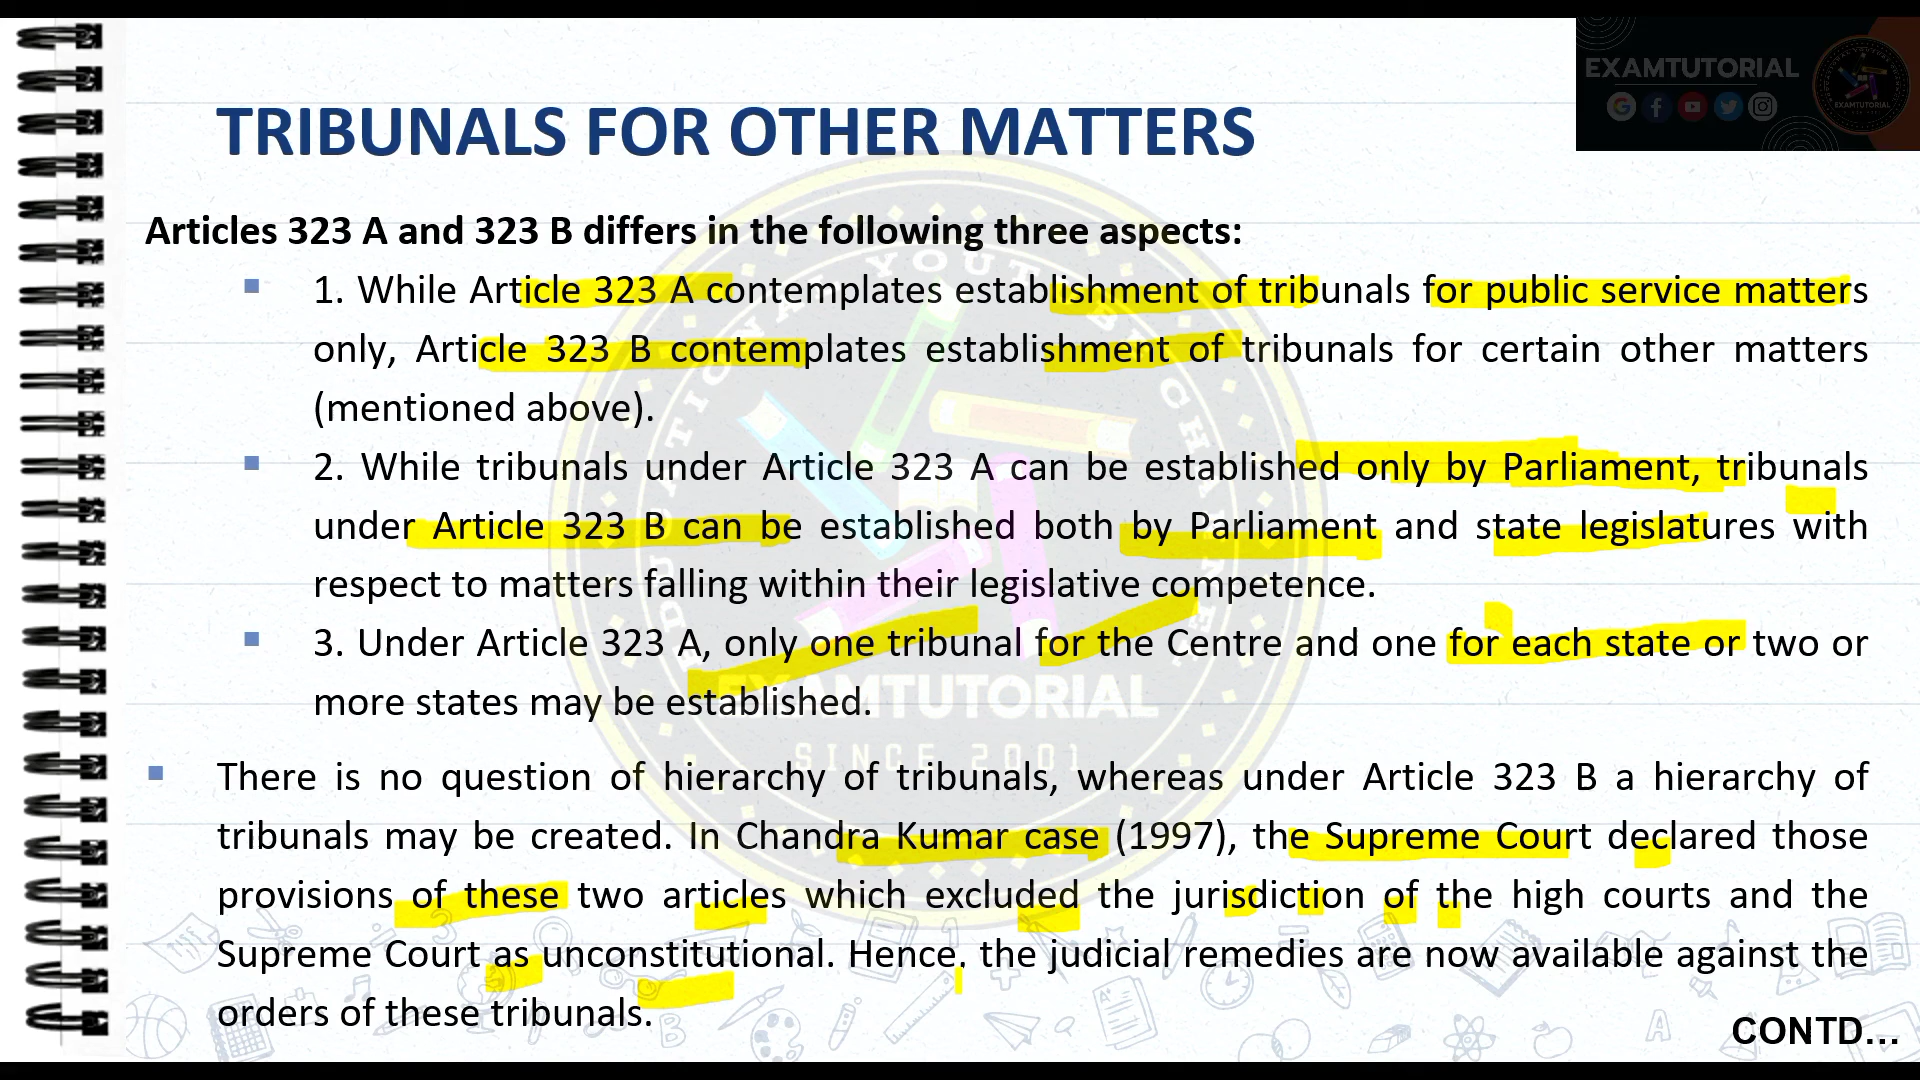 EXAMTUTORIAL
TRIBUNALS FOR OTHER MATTERS
Articles 323 A and 323 B differs in the following three aspects:
1. While Article 323 A contemplates establishment of tribunals for public service matters
only, Article 323 B contemplates establishment of tribunals for certain other matters
(mentioned above).
2. While tribunals under Article 323 A can be established only by Parliament, tribunals
under Article 323 B can be established both by Parliament and state legislatures with
respect to matters falling within their legislative competence.
3. Under Article 323 A, only one tribunal for the Centre and one for each state or two or
more states may be established.
There is no question of hierarchy of tribunals, whereas under Article 323 B a hierarchy of
tribunals may be created. In Chandra Kumar case (1997), the Supreme Court declared those
provisions of these two articles which excluded the jurisdiction of the high courts and the
Supreme Court as unconstitutional. Hence, the judicial remedies are now available against the
orders of these tribunals.
CONTD...
EXAMTUTORIAL
SINCE 2001